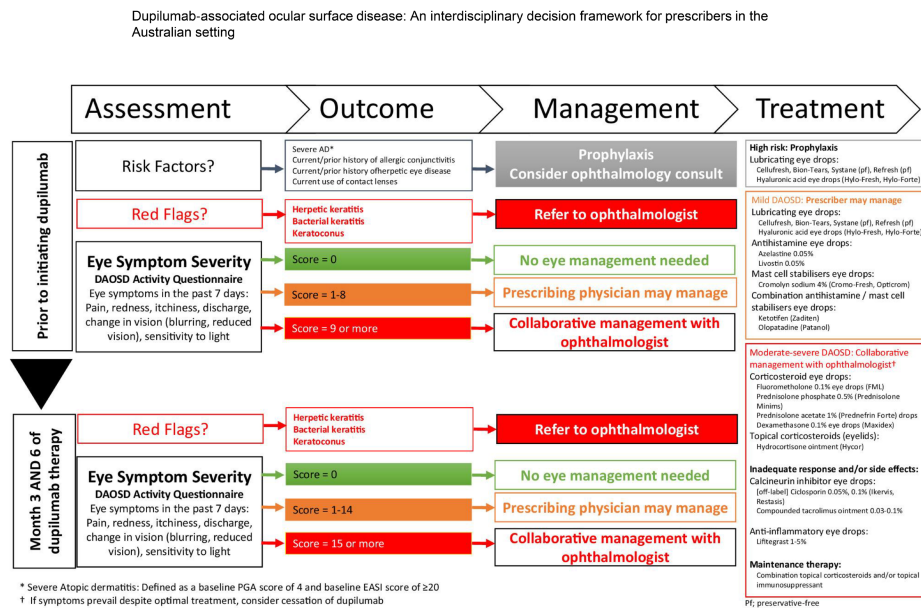 Dupilumab-associated ocular surface disease: An interdisciplinary decision framework for prescribers in the
Australian setting
Assessment
Outcome
Management
Treatment
Prior to initiating dupilumab
Risk Factors?
Severe AD*
Current/prior history of allergic conjunctivitis
Current/prior history ofherpetic eye disease
Current use of contact lenses
Prophylaxis
Consider ophthalmology consult
Red Flags?
Herpetic keratitis
Bacterial keratitis
Keratoconus
Refer to ophthalmologist
Eye Symptom Severity
DAOSD Activity Questionnaire
Eye symptoms in the past 7 days:
Pain, redness, itchiness, discharge,
change in vision (blurring, reduced
vision), sensitivity to light
Score = 0
No eye management needed
Score = 1-8
Prescribing physician may manage
Score = 9 or more
Collaborative management with
ophthalmologist
Month 3 AND 6 of
dupilumab therapy
Red Flags?
Herpetic keratitis
Bacterial keratitis
Keratoconus
Refer to ophthalmologist
Eye Symptom Severity
DAOSD Activity Questionnaire
Eye symptoms in the past 7 days:
Pain, redness, itchiness, discharge,
change in vision (blurring, reduced
vision), sensitivity to light
Score = 0
No eye management needed
Score = 1-14
Prescribing physician may manage
Score = 15 or more
Collaborative management with
ophthalmologist
High risk: Prophylaxis
Lubricating eye drops:
Cellufresh, Bion-Tears, Systane (pf), Refresh (pf)
Hyaluronic acid eye drops (Hylo-Fresh, Hylo-Forte)
Mild DAOSD: Prescriber may manage
Lubricating eye drops:
Cellufresh, Bion-Tears, Systane (pf), Refresh (pf)
Hyaluronic acid eye drops (Hylo-Fresh, Hylo-Forte)
Antihistamine eye drops:
Azelastine 0.05%
Livostin 0.05%
Mast cell stabilisers eye drops:
Cromolyn sodium 4% (Cromo-Fresh, Opticrom)
Combination antihistamine / mast cell
stabilisers eye drops:
Ketotifen (Zaditen)
Olopatadine (Patanol)
Moderate-severe DAOSD: Collaborative
management with ophthalmologist†
Corticosteroid eye drops:
Fluorometholone 0.1% eye drops (FML)
Prednisolone phosphate 0.5% (Prednisolone
Minims)
Prednisolone acetate 1% (Prednefrin Forte) drops
Dexamethasone 0.1% eye drops (Maxidex)
Topical corticosteroids (eyelids):
Hydrocortisone ointment (Hycor)
Inadequate response and/or side effects:
Calcineurin inhibitor eye drops:
[off-label] Ciclosporin 0.05%, 0.1% (Ikervis,
Restasis)
Compounded tacrolimus ointment 0.03-0.1%
Anti-inflammatory eye drops:
Lifitegrast 1-5%
Maintenance therapy:
Combination topical corticosteroids and/or topical
immunosuppressant
* Severe Atopic dermatitis: Defined as a baseline PGA score of 4 and baseline EASI score of ≥20
† If symptoms prevail despite optimal treatment, consider cessation of dupilumab
Pf; preservative-free